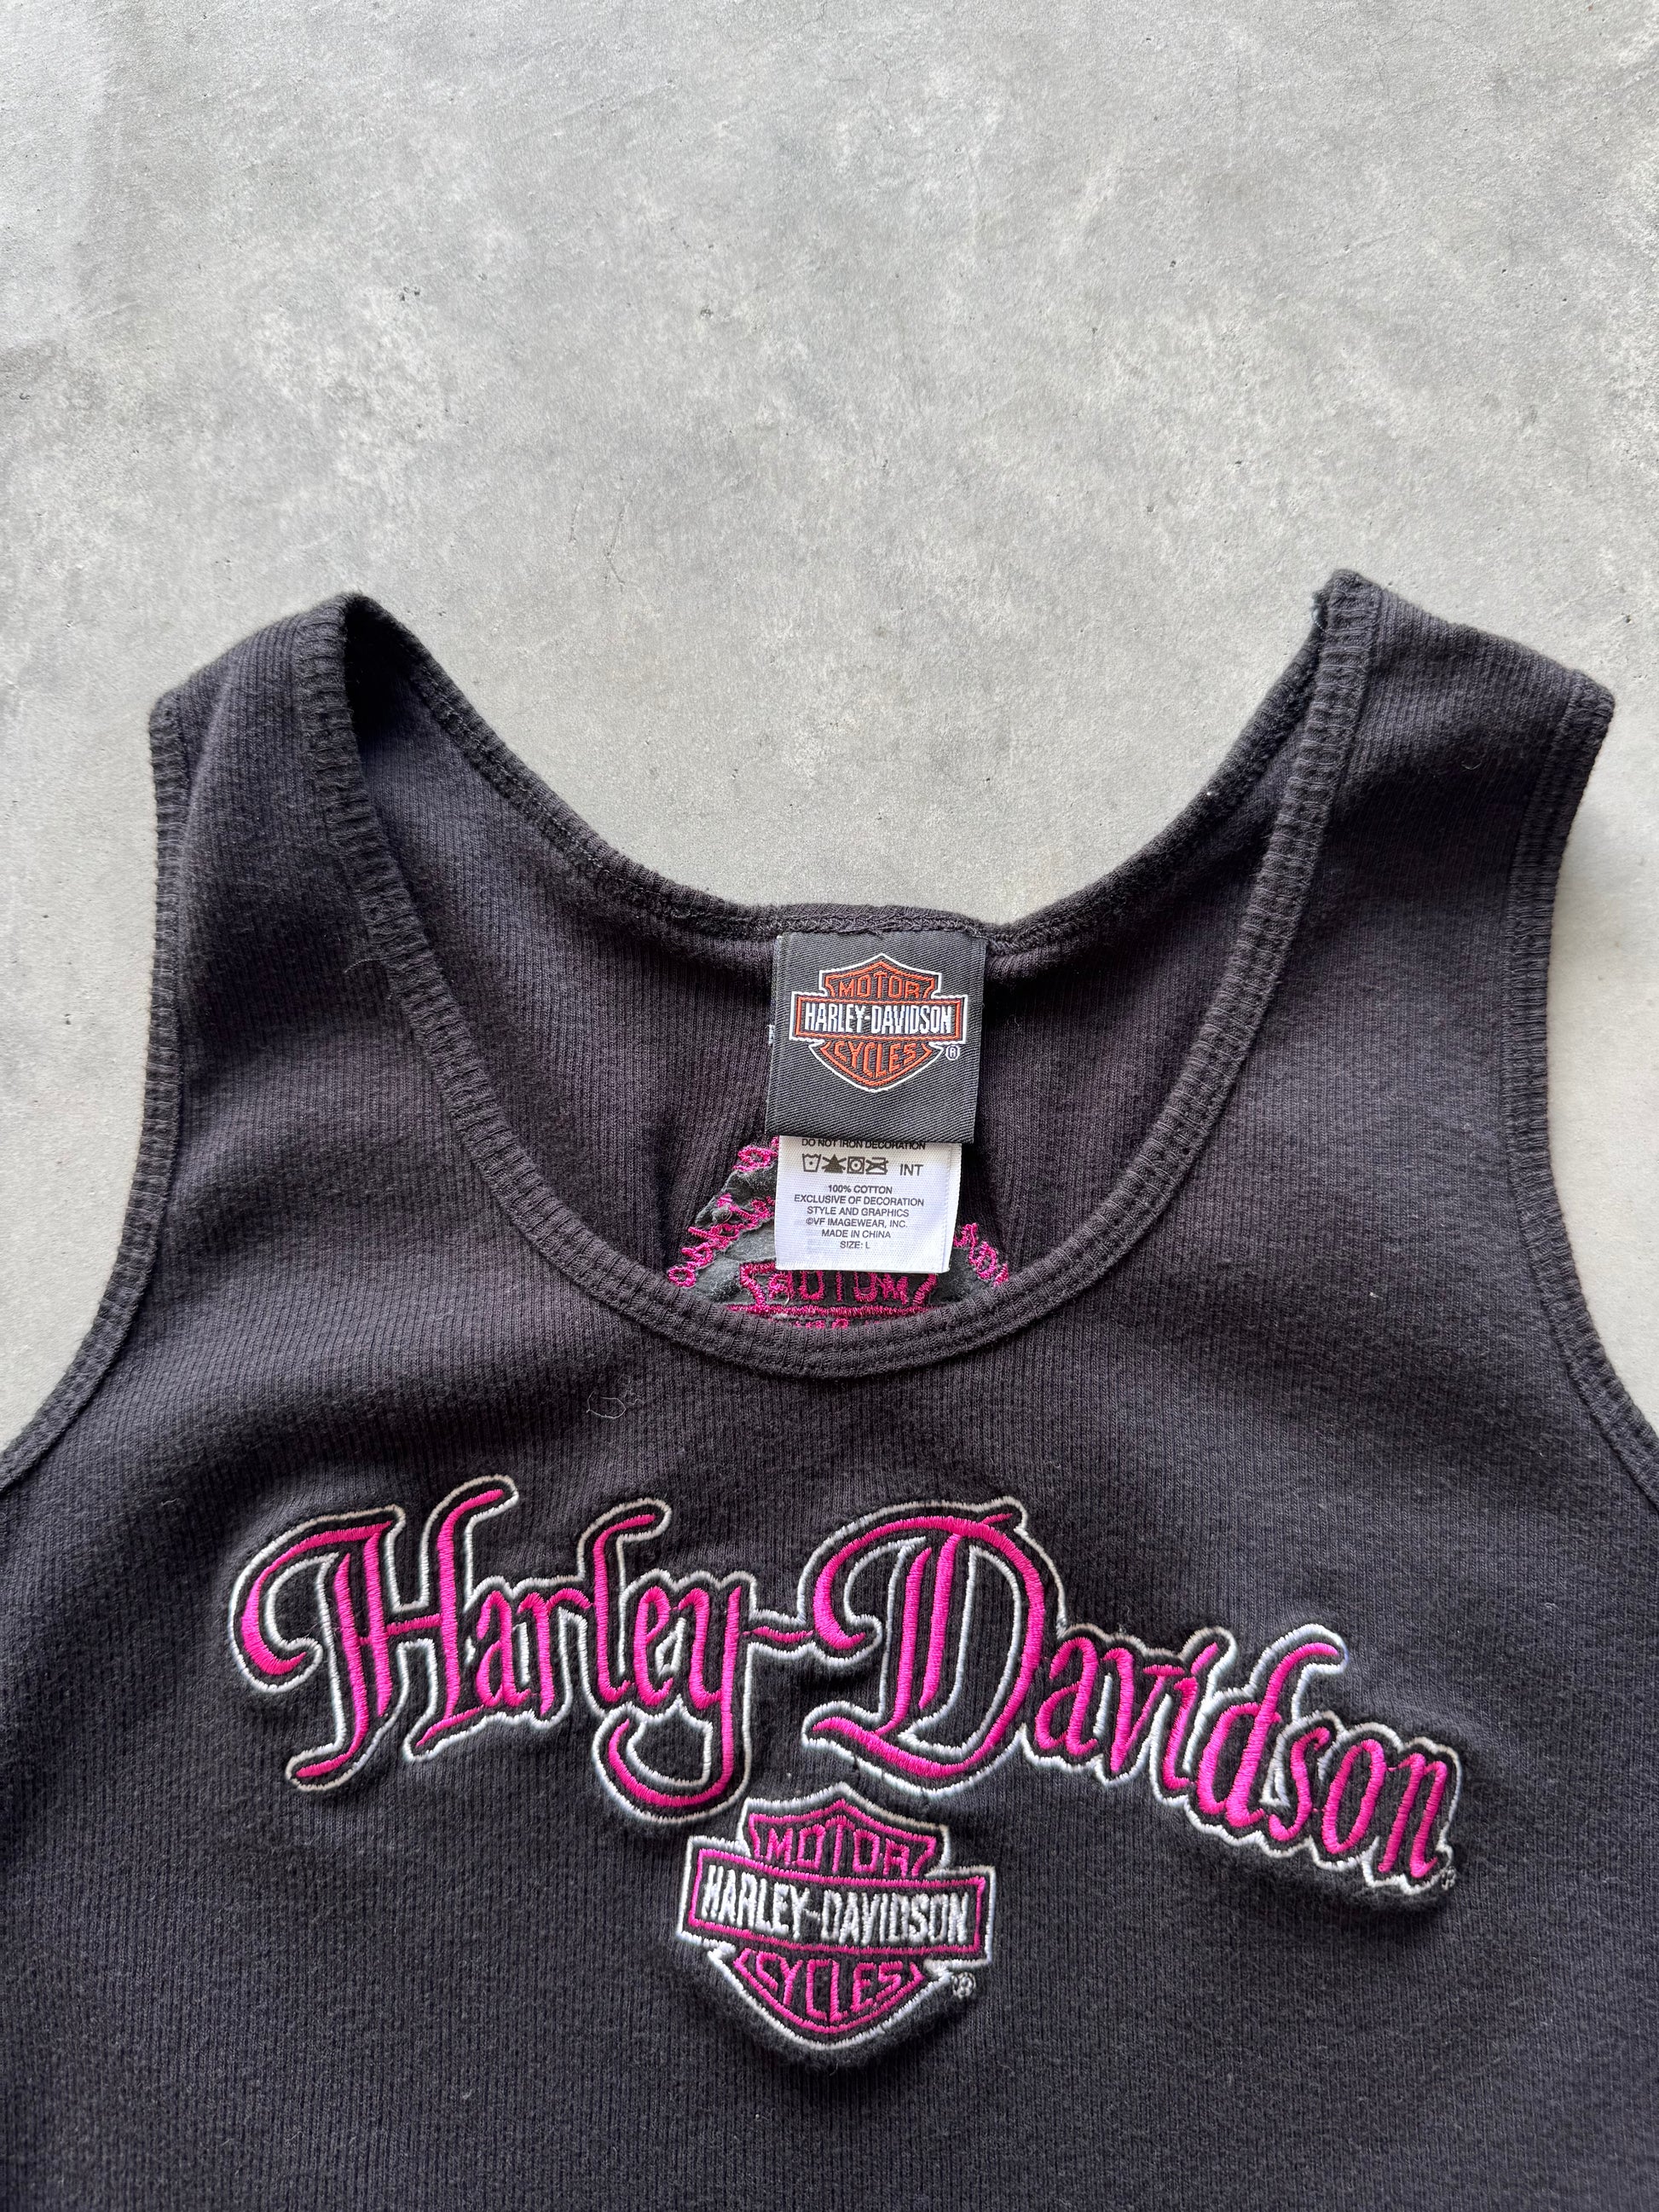 MOTOR
HARLEY-DAVIDSON
CYCLES
®
DO NOT IRON DECORATION
INT
100% COTTON
EXCLUSIVE OF DECORATION
STYLE AND GRAPHICS
©VF IMAGEWEAR, INC.
MADE IN CHINA
SIZE: L
Harley-Davidson
MOTOR
HARLEY-DAVIDSON
CYCLES
®